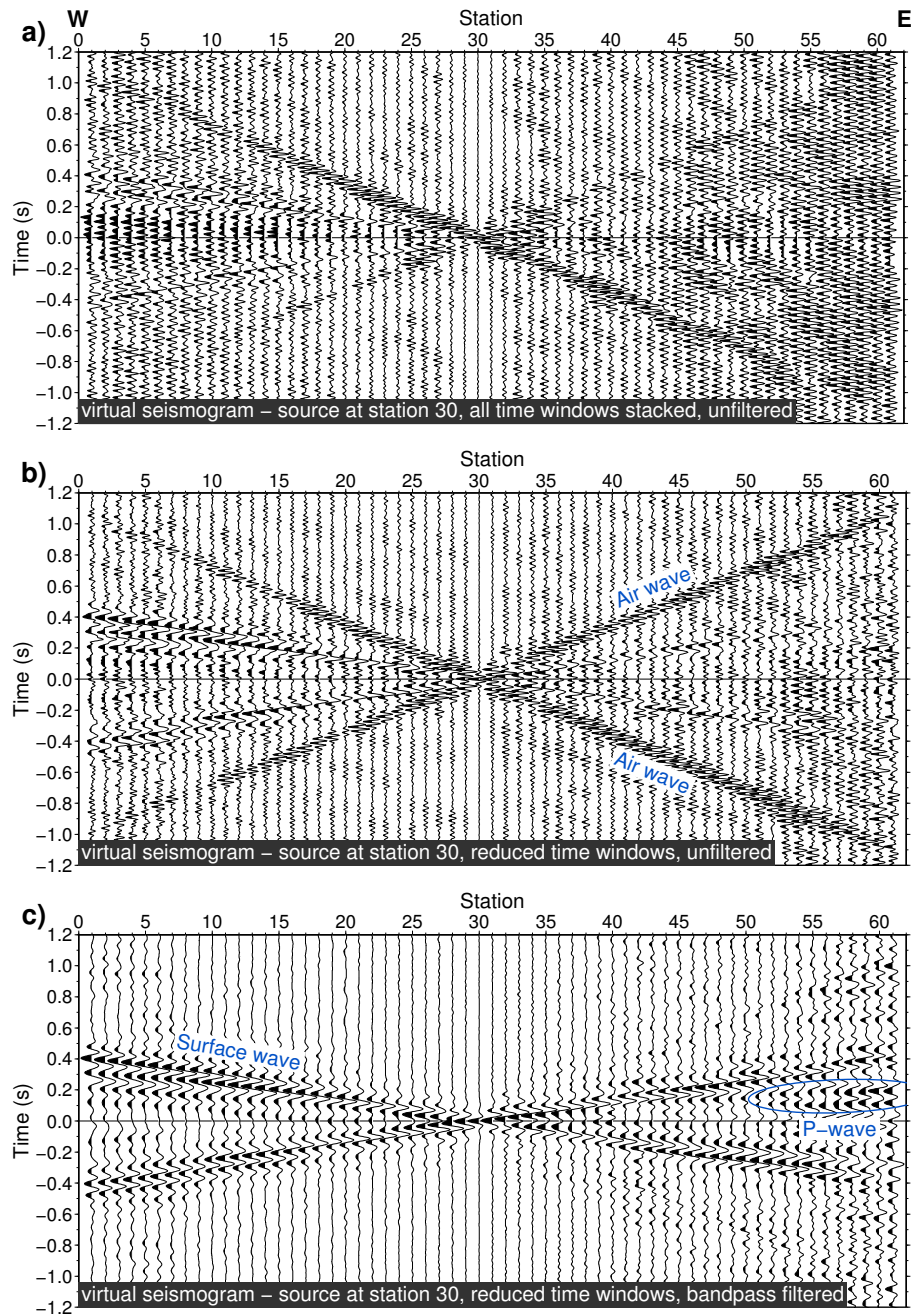 a)
W Station E
0 5 10 15 20 25 30 35 40 45 50 55 60
1.2
1.0
0.8
0.6
0.4
0.2
0.0
−0.2
−0.4
−0.6
−0.8
−1.0
−1.2
Time (s)
virtual seismogram − source at station 30, all time windows stacked, unfiltered
b)
Station
0 5 10 15 20 25 30 35 40 45 50 55 60
1.2
1.0
0.8
0.6
0.4
0.2
0.0
−0.2
−0.4
−0.6
−0.8
−1.0
−1.2
Time (s)
Air wave
Air wave
virtual seismogram − source at station 30, reduced time windows, unfiltered
c)
Station
0 5 10 15 20 25 30 35 40 45 50 55 60
1.2
1.0
0.8
0.6
0.4
0.2
0.0
−0.2
−0.4
−0.6
−0.8
−1.0
−1.2
Time (s)
Surface wave
P−wave
virtual seismogram − source at station 30, reduced time windows, bandpass filtered